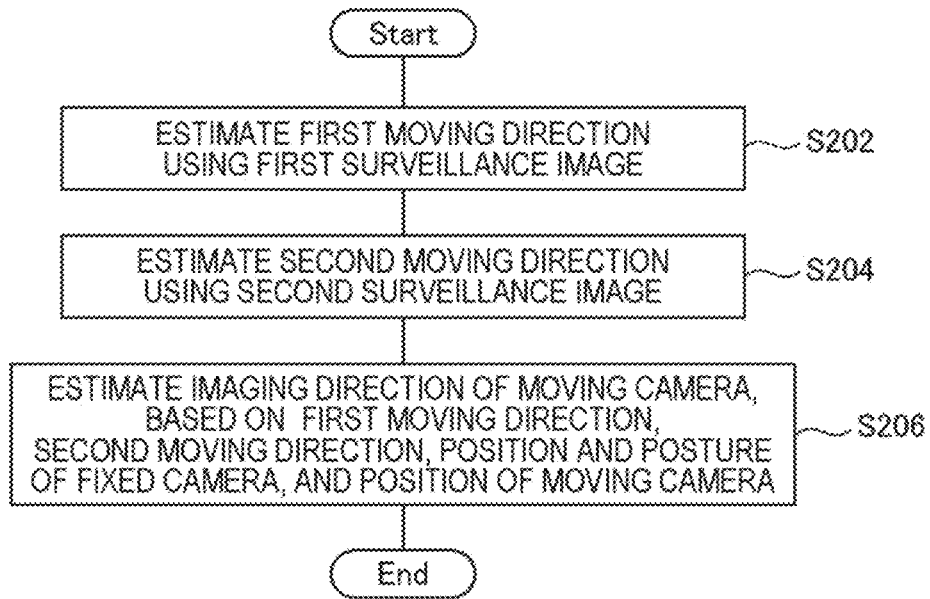 Start
ESTIMATE FIRST MOVING DIRECTION
USING FIRST SURVEILLANCE IMAGE
S202
ESTIMATE SECOND MOVING DIRECTION
USING SECOND SURVEILLANCE IMAGE
S204
ESTIMATE IMAGING DIRECTION OF MOVING CAMERA,
BASED ON FIRST MOVING DIRECTION,
SECOND MOVING DIRECTION, POSITION AND POSTURE
OF FIXED CAMERA, AND POSITION OF MOVING CAMERA
S206
End